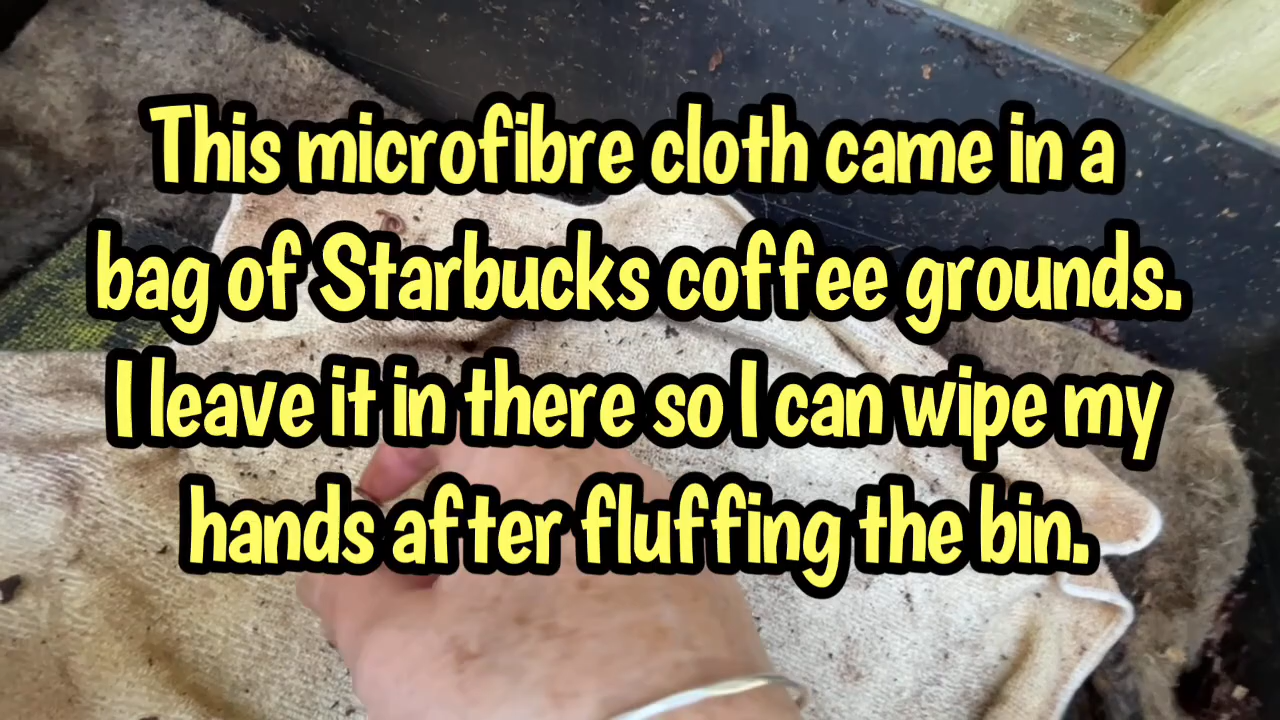 This microfibre cloth came in a
bag of Starbucks coffee grounds.
I leave it in there so I can wipe my
hands after fluffing the bin.